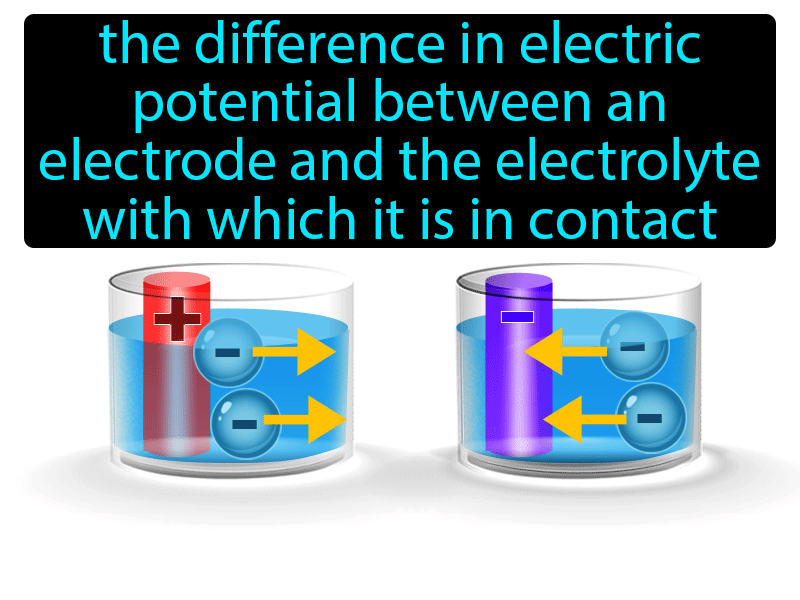 the difference in electric
potential between an
electrode and the electrolyte
with which it is in contact
+
-
-
-
-
-